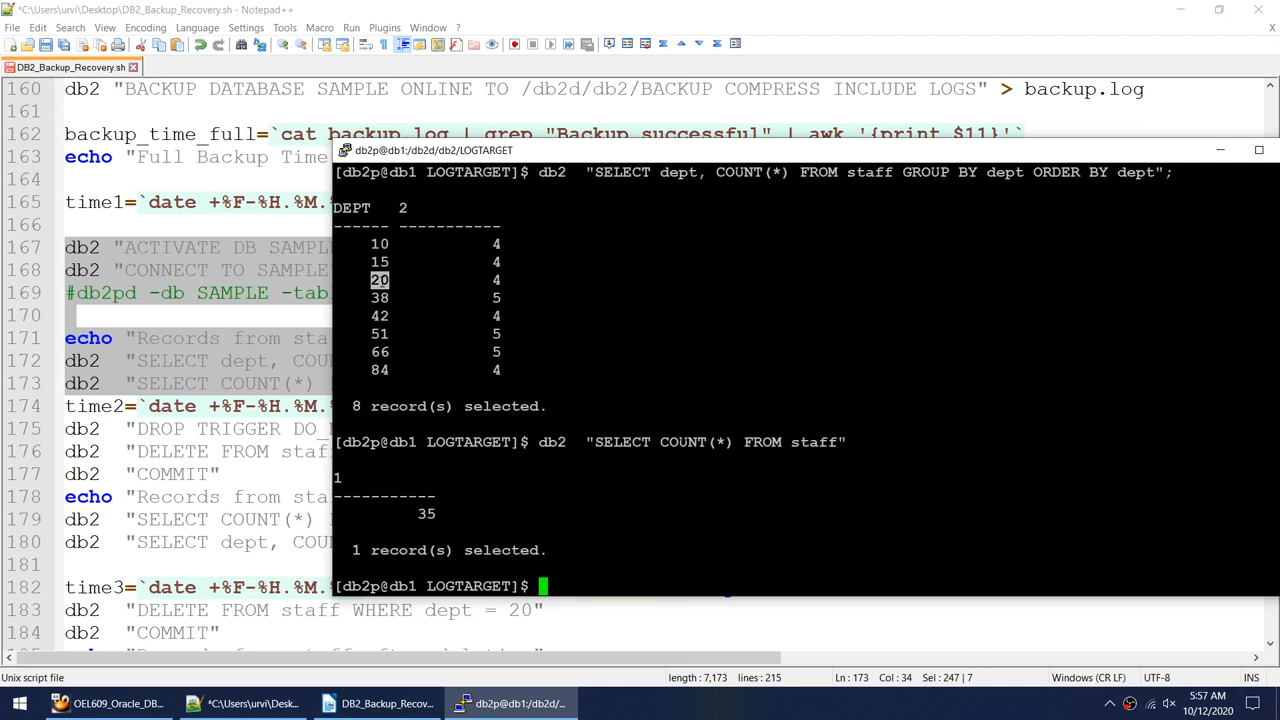 *C:\Users\urvi\Desktop\DB2_Backup_Recovery.sh - Notepad++
File Edit Search View Encoding Language Settings Tools Macro Run Plugins Window ?
X
DB2_Backup_Recovery.sh
160 db2 "BACKUP DATABASE SAMPLE ONLINE TO /db2d/db2/BACKUP COMPRESS INCLUDE LOGS" > backup.log
161
162 backup_time_full=`cat backup.log | grep "Backup successful" | awk '{print $11}'`
163 echo "Full Backup Time
164
165 time1=`date +%F-%H.%M.%
166
167 db2 "ACTIVATE DB SAMPL
168 db2 "CONNECT TO SAMPLE
169 #db2pd -db SAMPLE -tabl
170
171 echo "Records from sta
172 db2 "SELECT dept, COU
173 db2 "SELECT COUNT(*)
174 time2=`date +%F-%H.%M.%
175 db2 "DROP TRIGGER DO_
176 db2 "DELETE FROM staf
177 db2 "COMMIT"
178 echo "Records from sta
179 db2 "SELECT COUNT(*)
180 db2 "SELECT dept, COU
181
182 time3=`date +%F-%H.%M.%
183 db2 "DELETE FROM staff WHERE dept = 20"
184 db2 "COMMIT"
db2p@db1:/db2d/db2/LOGTARGET
[db2p@db1 LOGTARGET]$ db2 "SELECT dept, COUNT(*) FROM staff GROUP BY dept ORDER BY dept";
DEPT 2
------ -----------
10 4
15 4
20 4
38 5
42 4
51 5
66 5
84 4
8 record(s) selected.
[db2p@db1 LOGTARGET]$ db2 "SELECT COUNT(*) FROM staff"
1
-----------
35
1 record(s) selected.
[db2p@db1 LOGTARGET]$
Unix script file length : 7,173 lines : 215 Ln : 173 Col : 34 Sel : 247 | 7 Windows (CR LF) UTF-8 INS
OEL609_Oracle_DB... *C:\Users\urvi\Desk... DB2_Backup_Recov... db2p@db1:/db2d/...
5:57 AM
10/12/2020